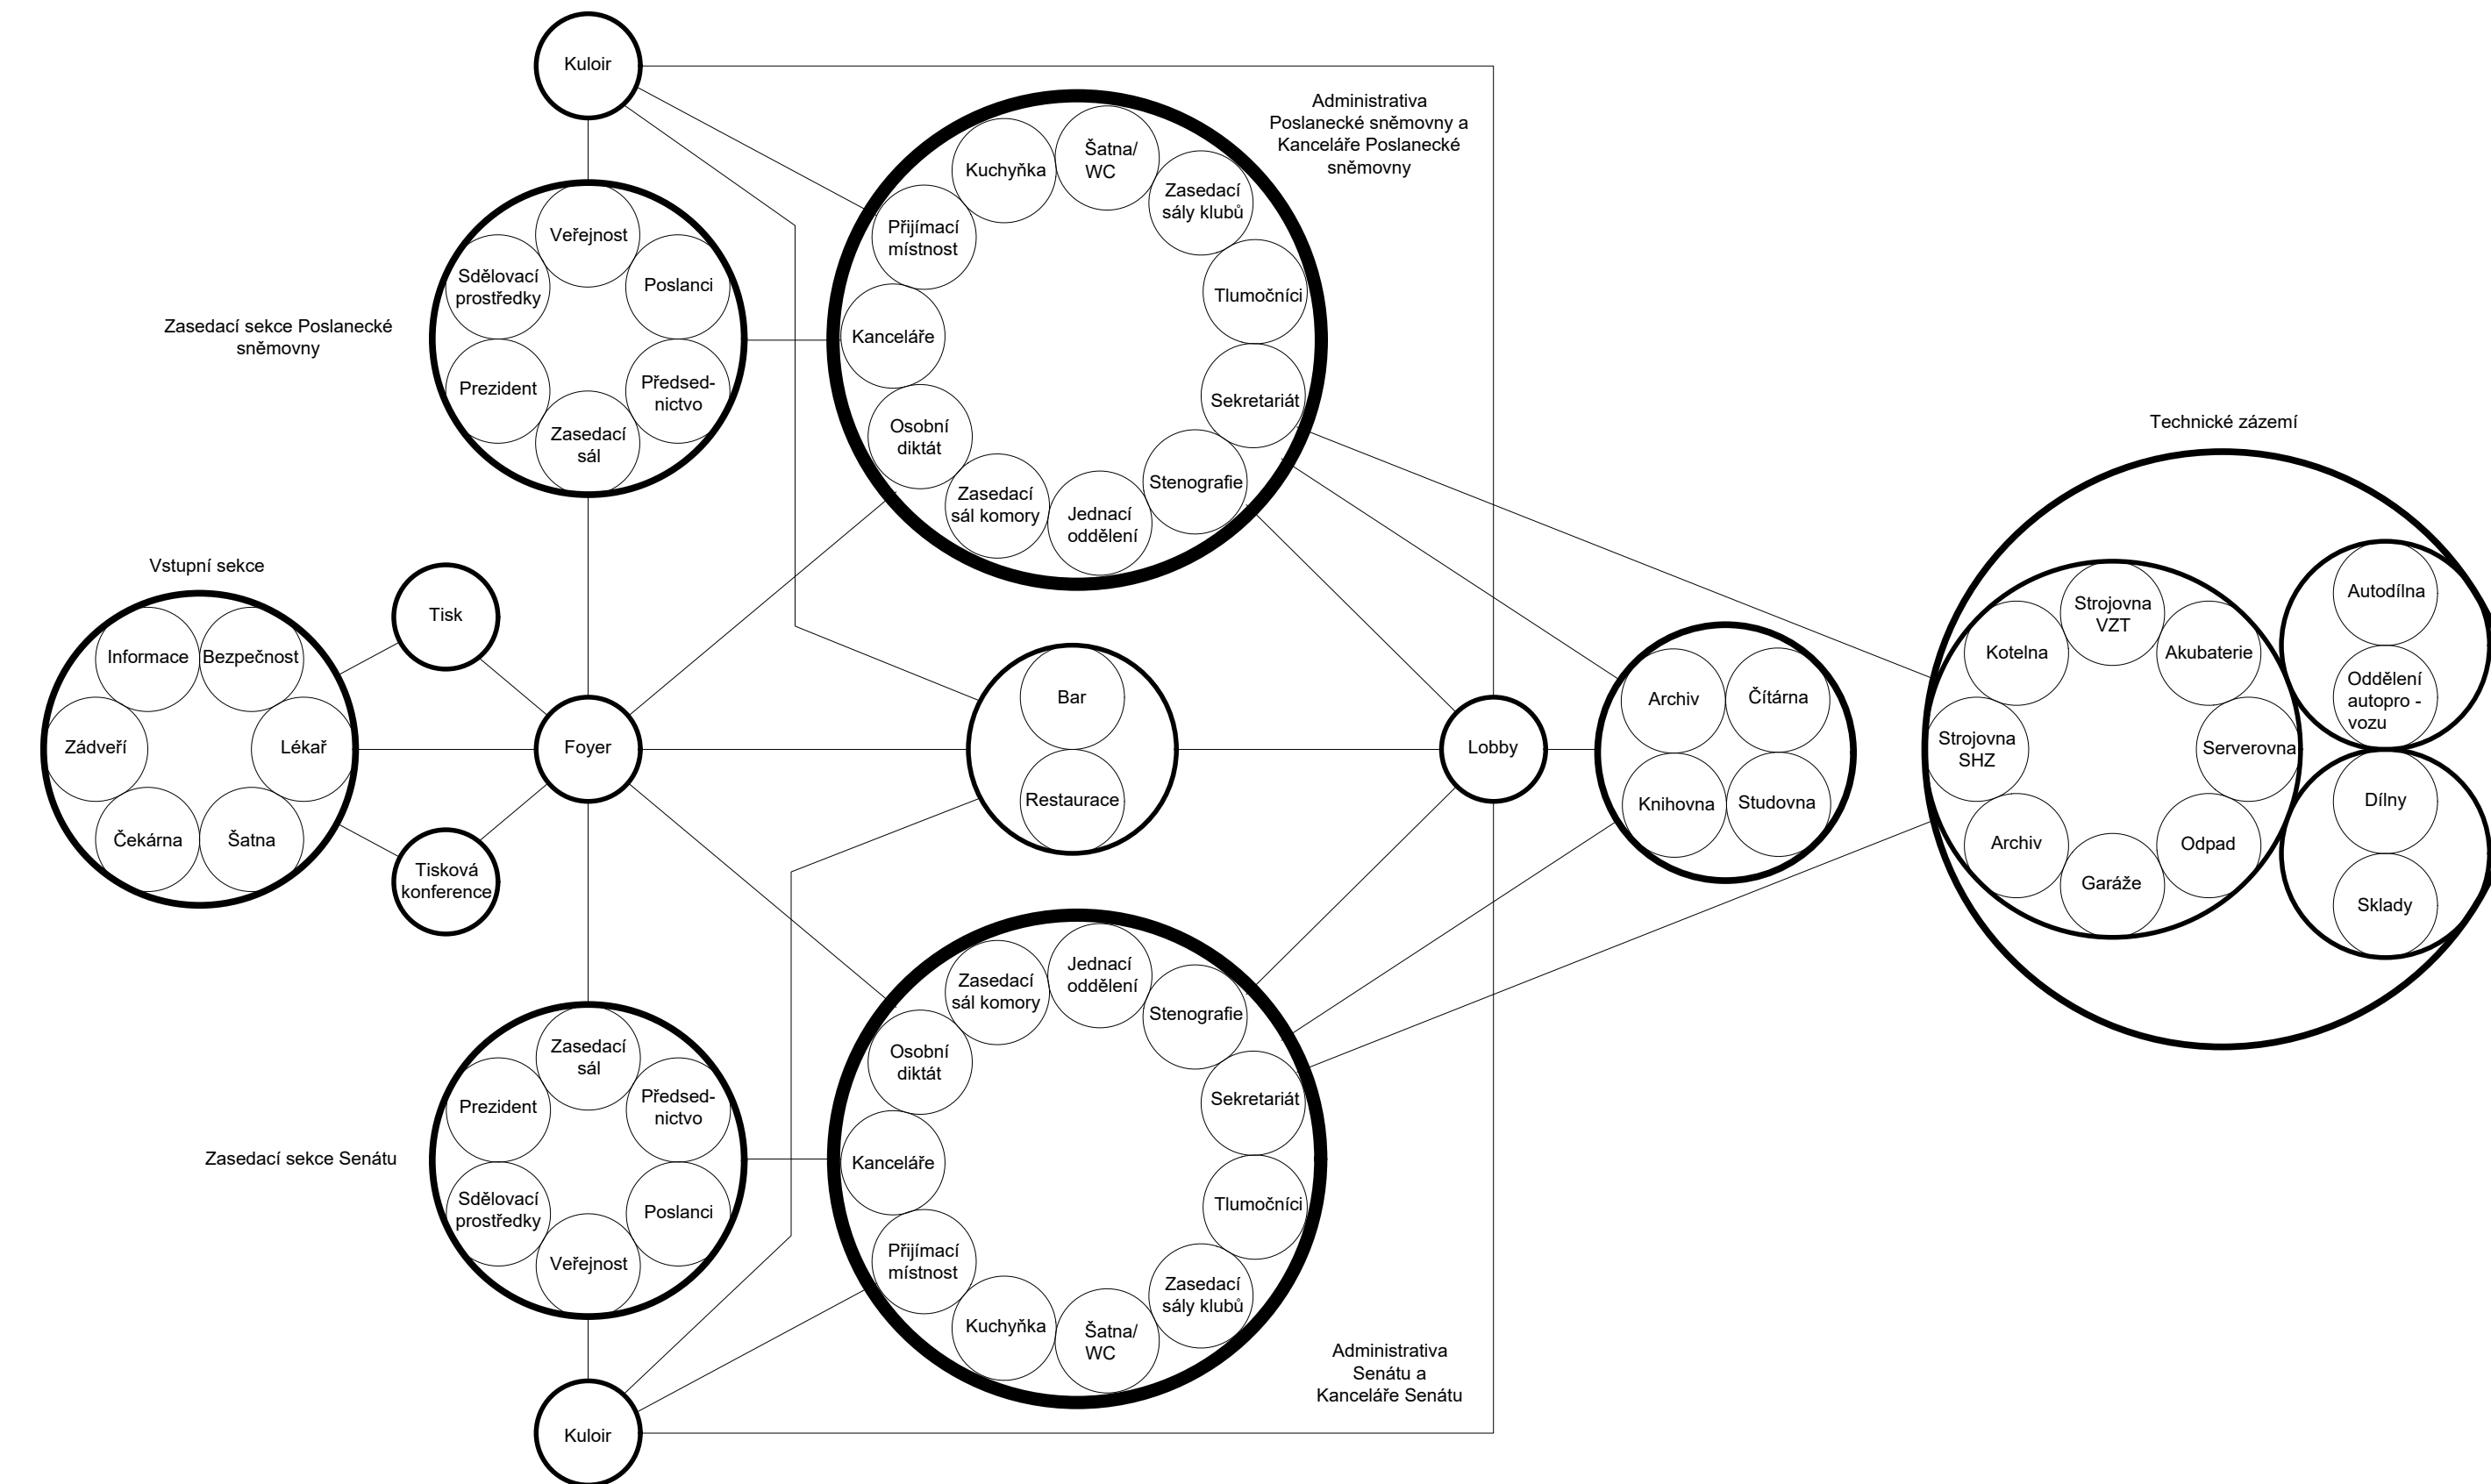 Kuloir
Administrativa
Poslanecké sněmovny a
Kanceláře Poslanecké
sněmovny
Šatna/
WC
Kuchyňka
Zasedací
sály klubů
Přijímací
místnost
Tlumočníci
Kanceláře
Sekretariát
Osobní
diktát
Stenografie
Zasedací
sál komory
Jednací
oddělení
Zasedací sekce Poslanecké
sněmovny
Veřejnost
Sdělovací
prostředky
Poslanci
Prezident
Předsed-
nictvo
Zasedací
sál
Vstupní sekce
Informace
Bezpečnost
Zádveří
Lékař
Čekárna
Šatna
Tisk
Foyer
Tisková
konference
Bar
Restaurace
Lobby
Archiv
Čítárna
Knihovna
Studovna
Technické zázemí
Strojovna
VZT
Kotelna
Akubaterie
Strojovna
SHZ
Serverovna
Archiv
Odpad
Garáže
Autodílna
Oddělení
autopro -
vozu
Dílny
Sklady
Zasedací sekce Senátu
Zasedací
sál
Prezident
Předsed-
nictvo
Sdělovací
prostředky
Poslanci
Veřejnost
Jednací
oddělení
Zasedací
sál komory
Stenografie
Osobní
diktát
Sekretariát
Kanceláře
Tlumočníci
Přijímací
místnost
Zasedací
sály klubů
Kuchyňka
Šatna/
WC
Administrativa
Senátu a
Kanceláře Senátu
Kuloir